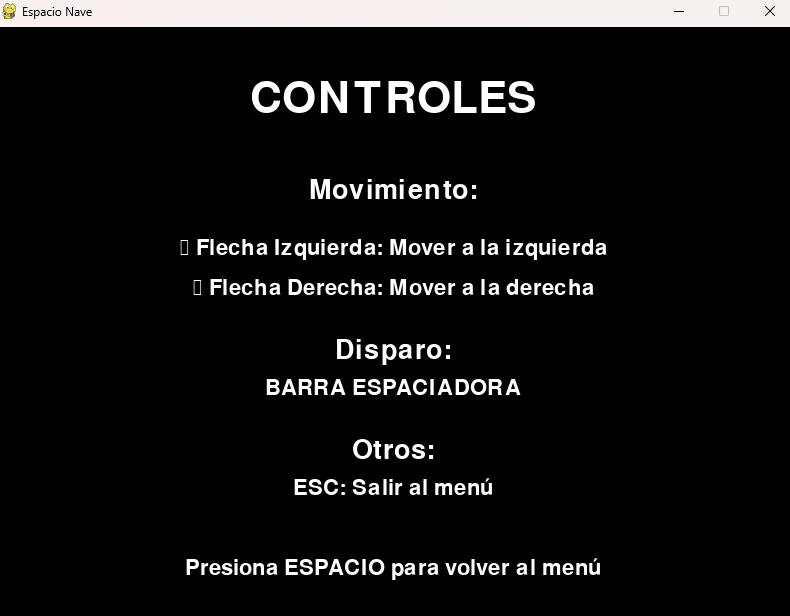 Espacio Nave
CONTROLES
Movimiento:
▯ Flecha Izquierda: Mover a la izquierda
▯ Flecha Derecha: Mover a la derecha
Disparo:
BARRA ESPACIADORA
Otros:
ESC: Salir al menú
Presiona ESPACIO para volver al menú